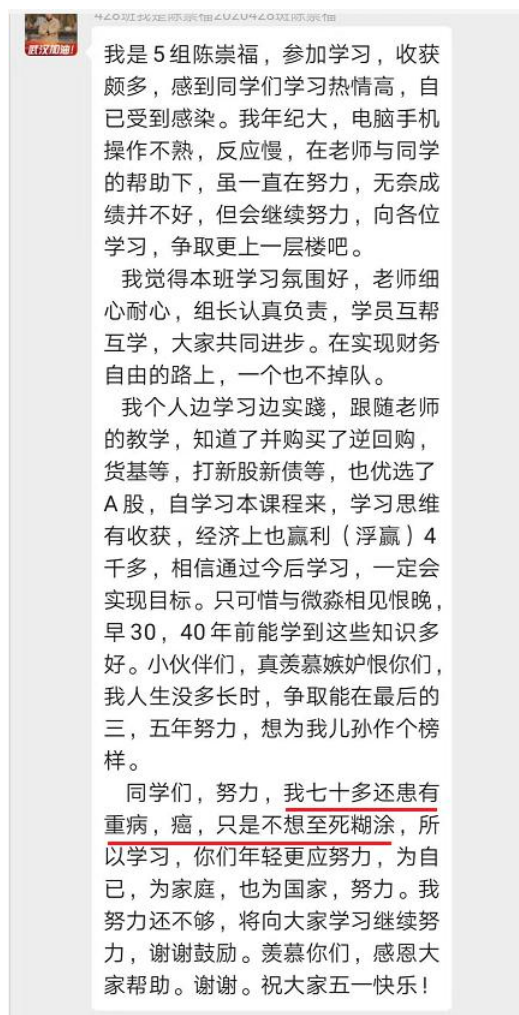 武汉加油!
我是5组陈崇福，参加学习，收获
颇多，感到同学们学习热情高，自
已受到感染。我年纪大，电脑手机
操作不熟，反应慢，在老师与同学
的帮助下，虽一直在努力，无奈成
绩并不好，但会继续努力，向各位
学习，争取更上一层楼吧。
我觉得本班学习氛围好，老师细
心耐心，组长认真负责，学员互帮
互学，大家共同进步。在实现财务
自由的路上，一个也不掉队。
我个人边学习边实践，跟随老师
的教学，知道了并购买了逆回购，
货基等，打新股新债等，也优选了
A股，自学习本课程来，学习思维
有收获，经济上也赢利（浮赢）4
千多，相信通过今后学习，一定会
实现目标。只可惜与微淼相见恨晚，
早30，40年前能学到这些知识多
好。小伙伴们，真羡慕嫉妒恨你们，
我人生没多长时，争取能在最后的
三，五年努力，想为我儿孙作个榜
样。
同学们，努力，我七十多还患有
重病，癌，只是不想至死糊涂，所
以学习，你们年轻更应努力，为自
已，为家庭，也为国家，努力。我
努力还不够，将向大家学习继续努
力，谢谢鼓励。羡慕你们，感恩大
家帮助。谢谢。祝大家五一快乐！